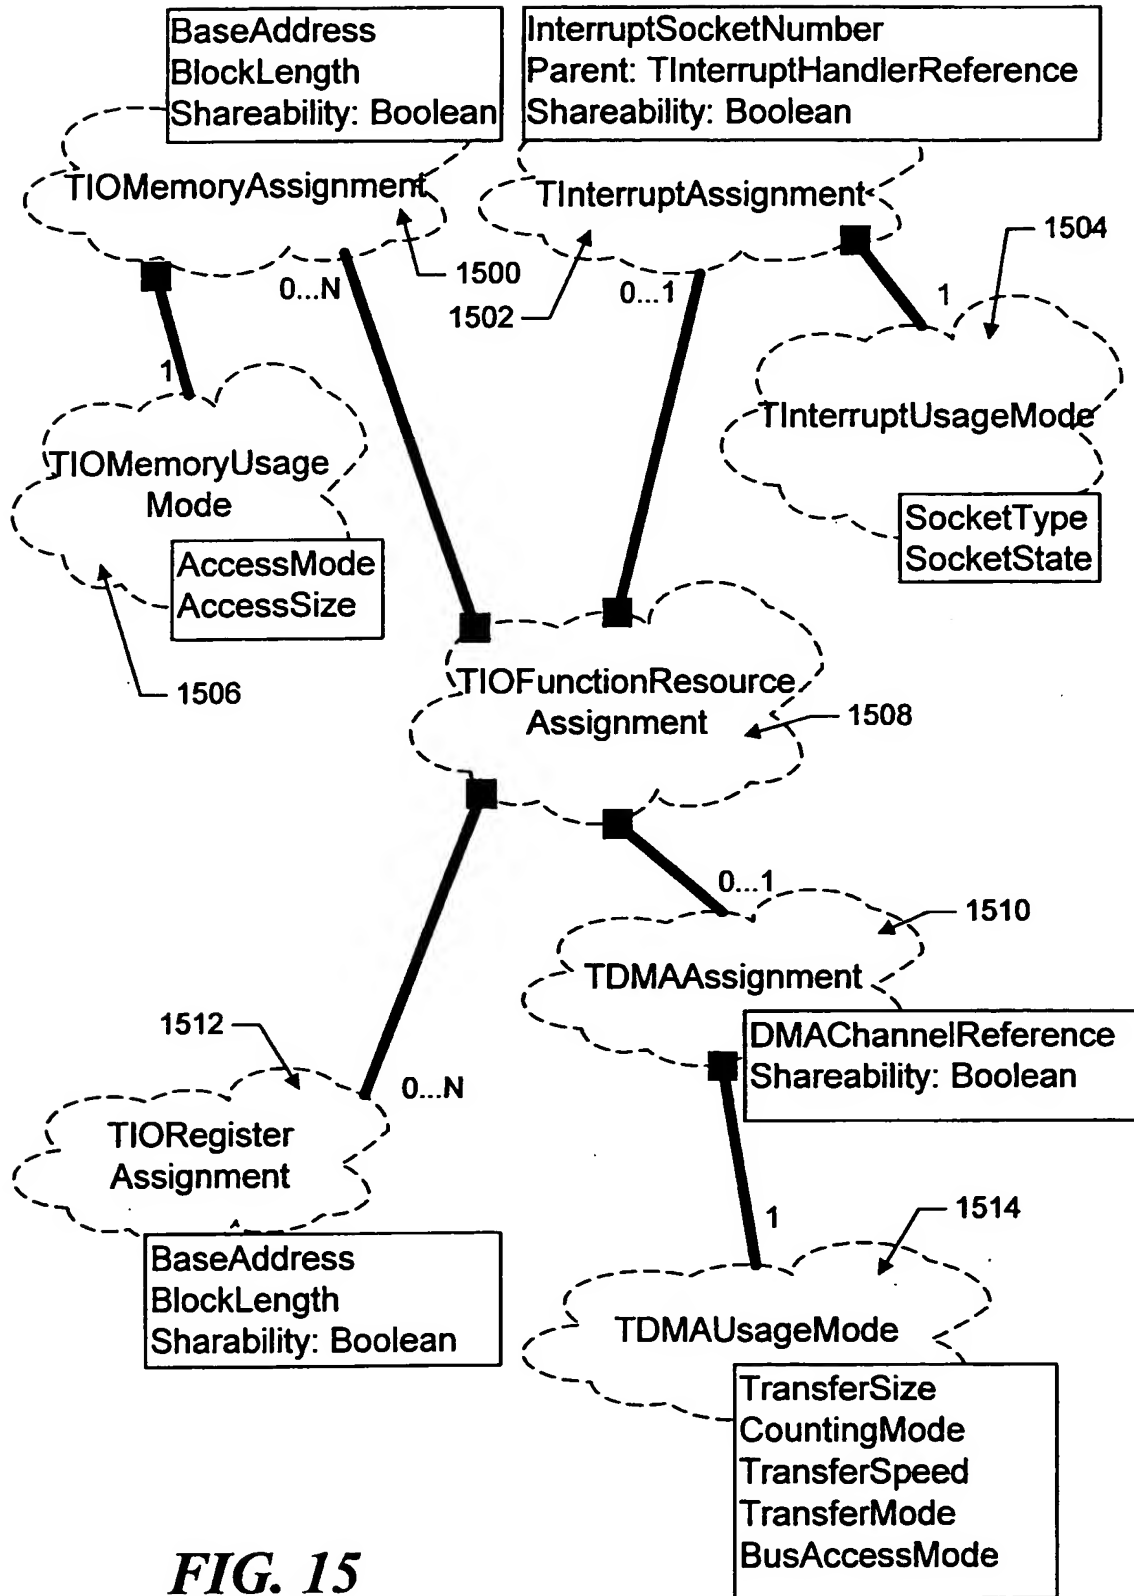 BaseAddress
BlockLength
Shareability: Boolean
InterruptSocketNumber
Parent: TInterruptHandlerReference
Shareability: Boolean
TIOMemoryAssignment
TInterruptAssignment
1500
1502
1504
0...N
0...1
1
1
TIOMemoryUsage
Mode
AccessMode
AccessSize
1506
TInterruptUsageMode
SocketType
SocketState
TIOFunctionResource
Assignment
1508
0...1
1510
TDMAAssignment
DMAChannelReference
Shareability: Boolean
1512
0...N
TIORegister
Assignment
BaseAddress
BlockLength
Sharability: Boolean
1
1514
TDMAUsageMode
TransferSize
CountingMode
TransferSpeed
TransferMode
BusAccessMode
FIG. 15